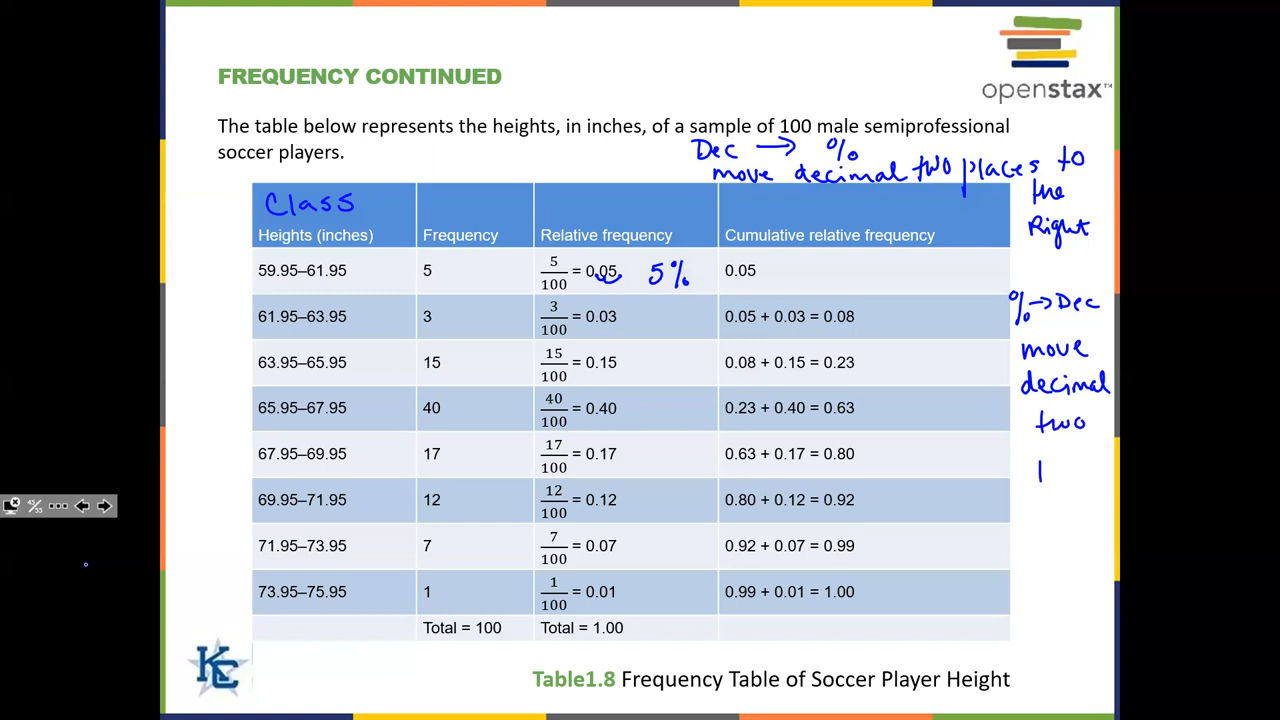 FREQUENCY CONTINUED
openstax™
The table below represents the heights, in inches, of a sample of 100 male semiprofessional
soccer players.
Dec → %
move decimal two places to
the
Right
Class
Heights (inches) Frequency Relative frequency Cumulative relative frequency
59.95–61.95 5 5/100 = 0.05 5% 0.05
61.95–63.95 3 3/100 = 0.03 0.05 + 0.03 = 0.08
63.95–65.95 15 15/100 = 0.15 0.08 + 0.15 = 0.23
65.95–67.95 40 40/100 = 0.40 0.23 + 0.40 = 0.63
67.95–69.95 17 17/100 = 0.17 0.63 + 0.17 = 0.80
69.95–71.95 12 12/100 = 0.12 0.80 + 0.12 = 0.92
71.95–73.95 7 7/100 = 0.07 0.92 + 0.07 = 0.99
73.95–75.95 1 1/100 = 0.01 0.99 + 0.01 = 1.00
Total = 100 Total = 1.00
% → Dec
move
decimal
two
45/55
KC
Table1.8 Frequency Table of Soccer Player Height